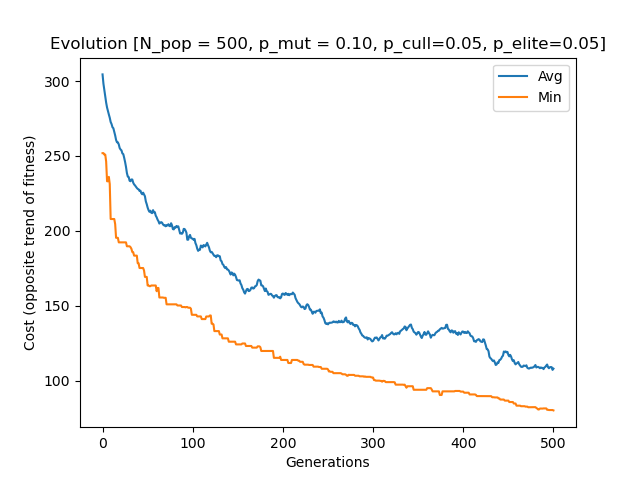 Evolution [N_pop = 500, p_mut = 0.10, p_cull=0.05, p_elite=0.05]
Avg
Min
Cost (opposite trend of fitness)
300
250
200
150
100
0 100 200 300 400 500
Generations